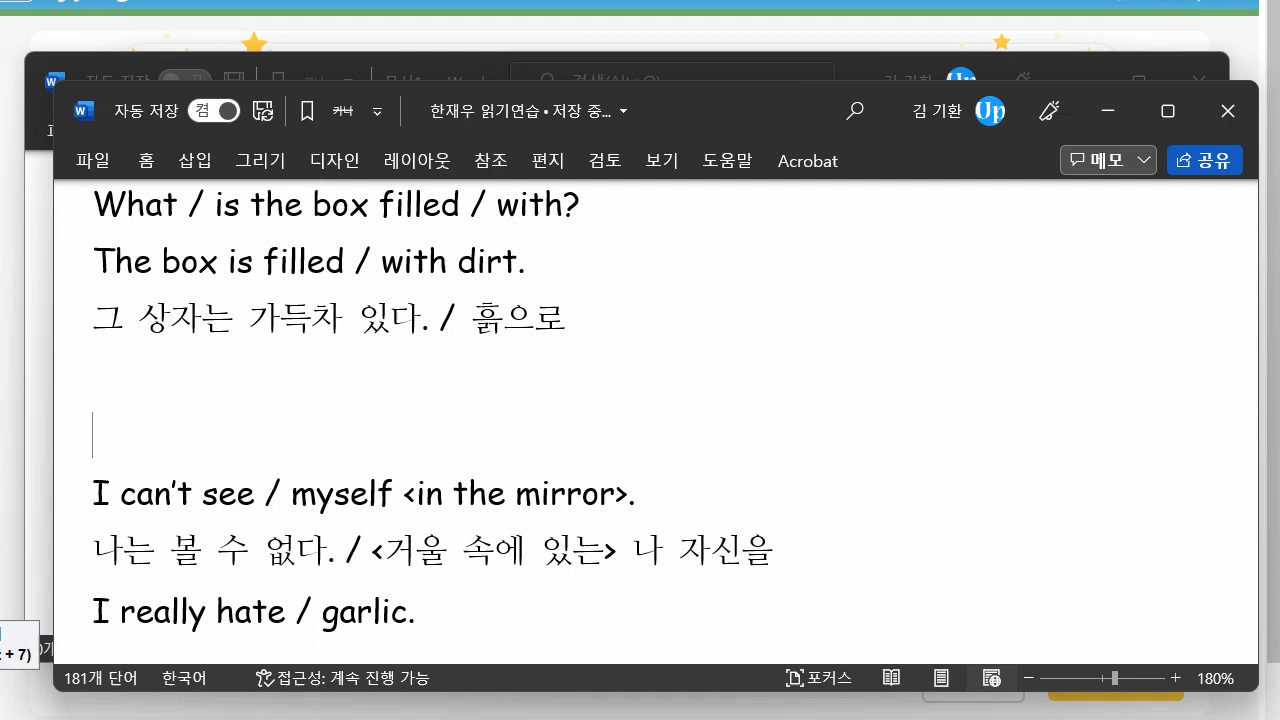 자동 저장 켬 한재우 읽기연습 • 저장 중... 김 기환 Up
파일 홈 삽입 그리기 디자인 레이아웃 참조 편지 검토 보기 도움말 Acrobat 메모 공유
What / is the box filled / with?
The box is filled / with dirt.
그 상자는 가득차 있다. / 흙으로
I can't see / myself <in the mirror>.
나는 볼 수 없다. / <거울 속에 있는> 나 자신을
I really hate / garlic.
+ 7)
181개 단어 한국어 접근성: 계속 진행 가능 포커스 180%